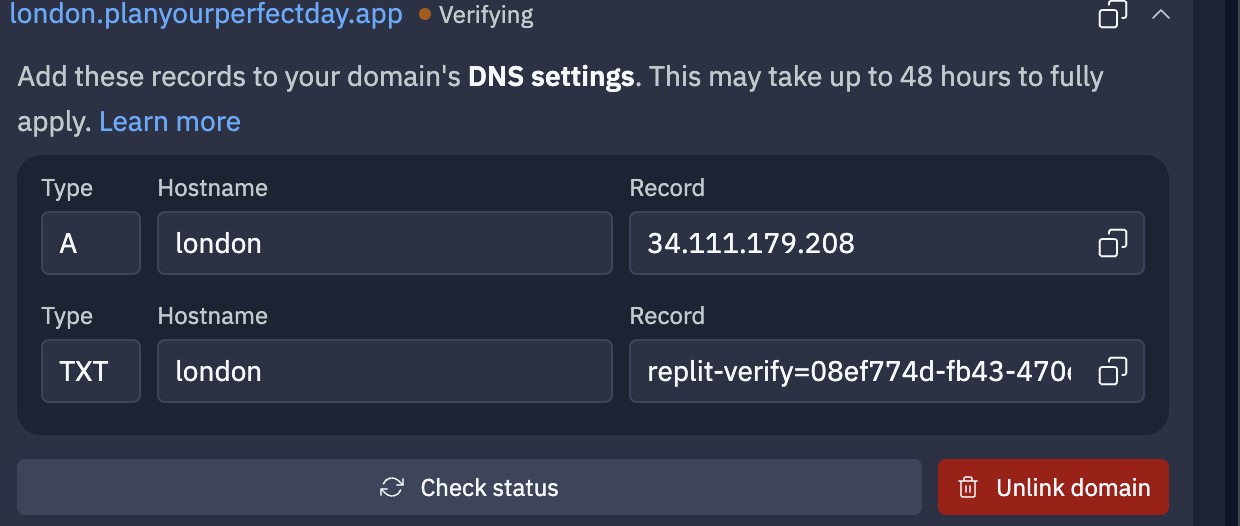 london.planyourperfectday.app Verifying
Add these records to your domain's DNS settings. This may take up to 48 hours to fully
apply. Learn more
Type Hostname Record
A london 34.111.179.208
Type Hostname Record
TXT london replit-verify=08ef774d-fb43-470
Check status Unlink domain